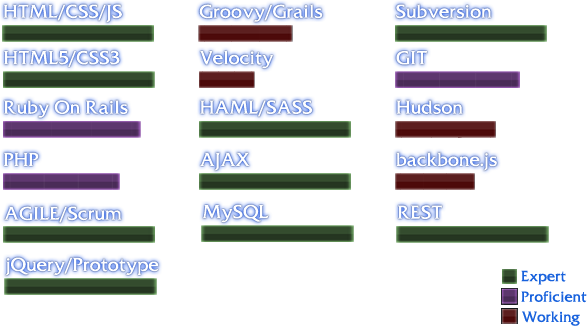 HTML/CSS/JS
Groovy/Grails
Subversion
HTML5/CSS3
Velocity
GIT
Ruby On Rails
HAML/SASS
Hudson
PHP
AJAX
backbone.js
AGILE/Scrum
MySQL
REST
jQuery/Prototype
Expert
Proficient
Working